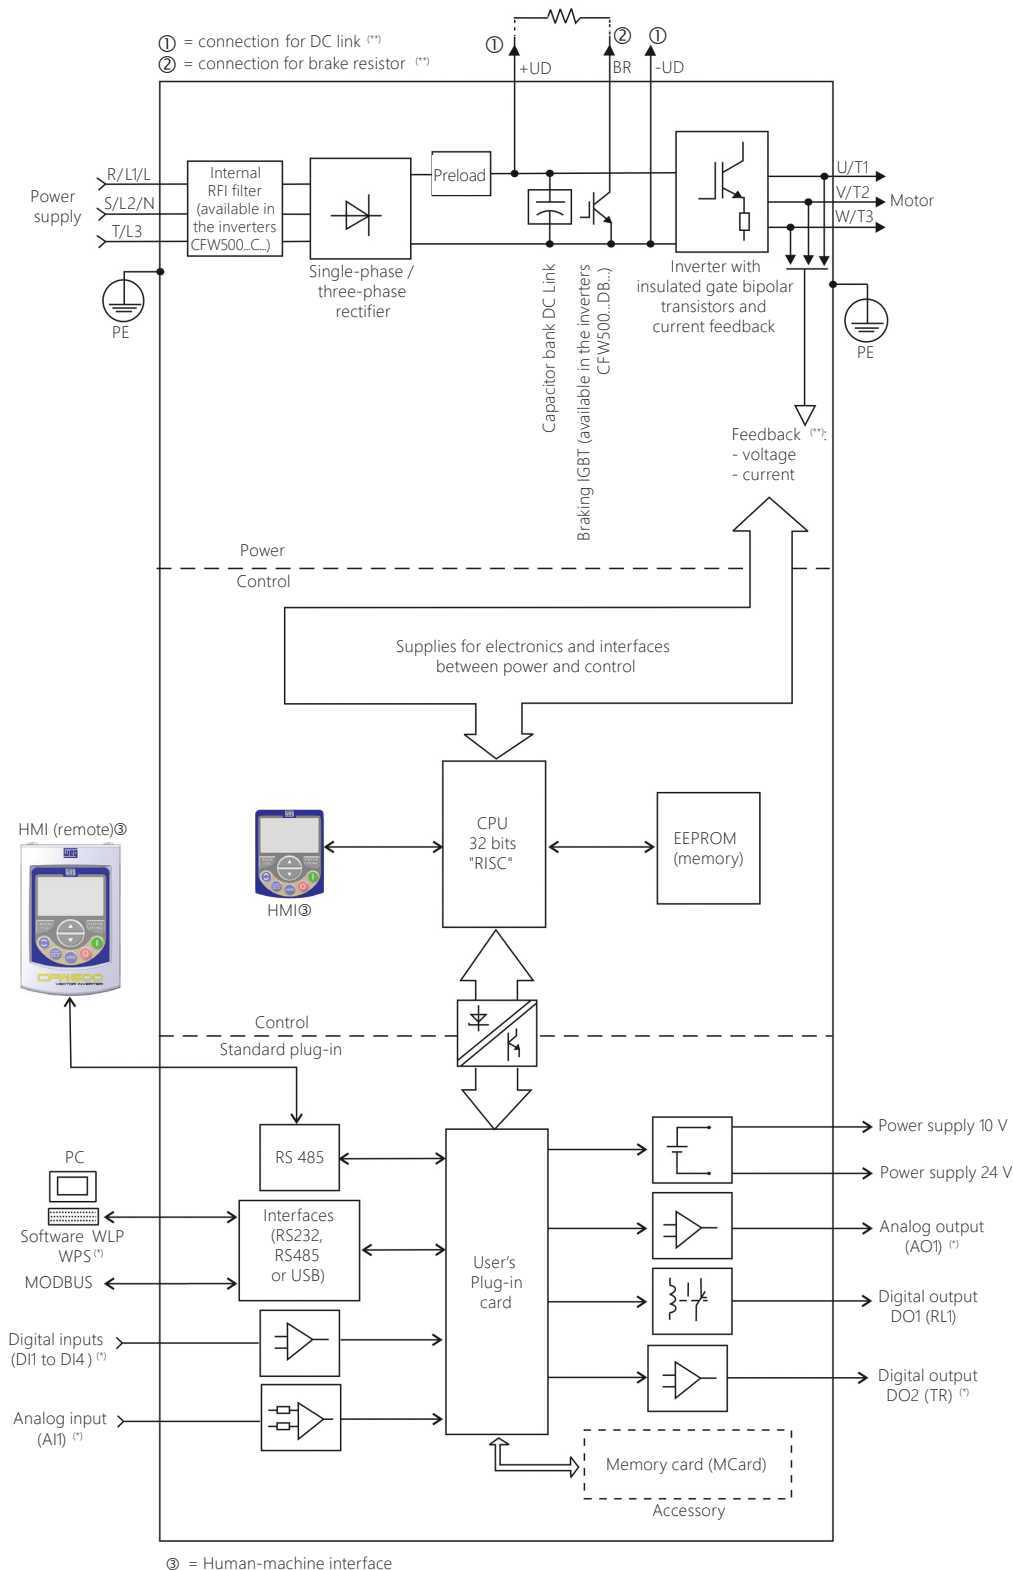 ① = connection for DC link (**)
② = connection for brake resistor (**)
① ② ①
+UD BR -UD
Power
supply
R/L1/L
S/L2/N
T/L3
Internal
RFI filter
(available in
the inverters
CFW500...C...)
Preload
U/T1
V/T2
W/T3
Motor
PE
Single-phase /
three-phase
rectifier
Capacitor bank DC Link
Braking IGBT (available in the inverters
CFW500...DB...)
Inverter with
insulated gate bipolar
transistors and
current feedback
PE
Feedback (**):
- voltage
- current
Power
Control
Supplies for electronics and interfaces
between power and control
CPU
32 bits
"RISC"
EEPROM
(memory)
HMI③
HMI (remote)③
WEG
CFW500
VECTOR INVERTER
Control
Standard plug-in
RS 485
PC
Software WLP
WPS (*)
MODBUS
Interfaces
(RS232,
RS485
or USB)
Digital inputs
(DI1 to DI4) (*)
Analog input
(AI1) (*)
User's
Plug-in
card
Power supply 10 V
Power supply 24 V
Analog output
(AO1) (*)
Digital output
DO1 (RL1)
Digital output
DO2 (TR) (*)
Memory card (MCard)
Accessory
③ = Human-machine interface